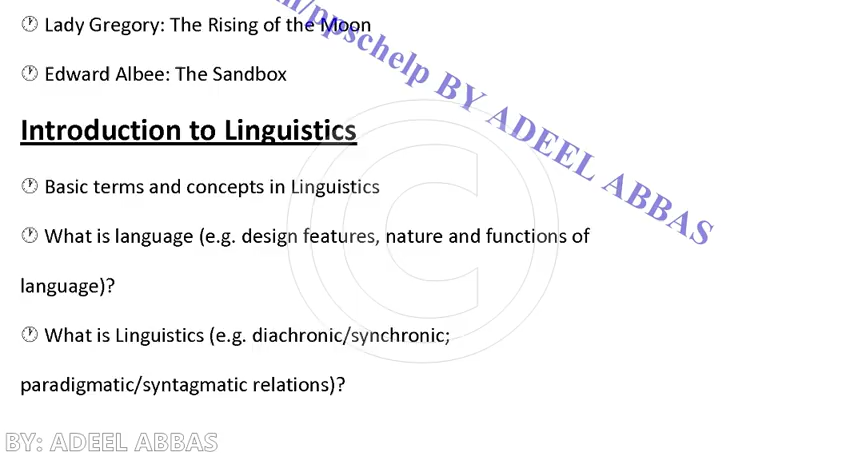 🕐 Lady Gregory: The Rising of the Moon
🕐 Edward Albee: The Sandbox
Introduction to Linguistics
🕐 Basic terms and concepts in Linguistics
🕐 What is language (e.g. design features, nature and functions of
language)?
🕐 What is Linguistics (e.g. diachronic/synchronic;
paradigmatic/syntagmatic relations)?
/ppschelp BY ADEEL ABBAS
BY: ADEEL ABBAS